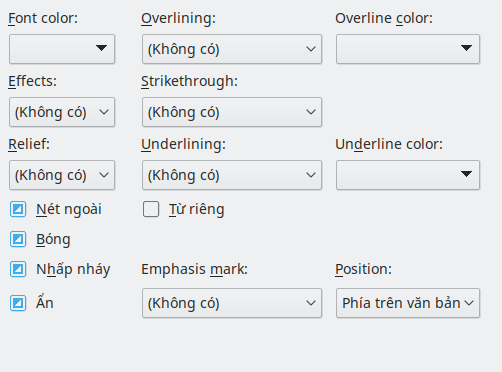 Font color: Overlining: Overline color:
(Không có)
Effects: Strikethrough:
(Không có) (Không có)
Relief: Underlining: Underline color:
(Không có) (Không có)
Nét ngoài Từ riêng
Bóng
Nhấp nháy Emphasis mark: Position:
Ẩn (Không có) Phía trên văn bản